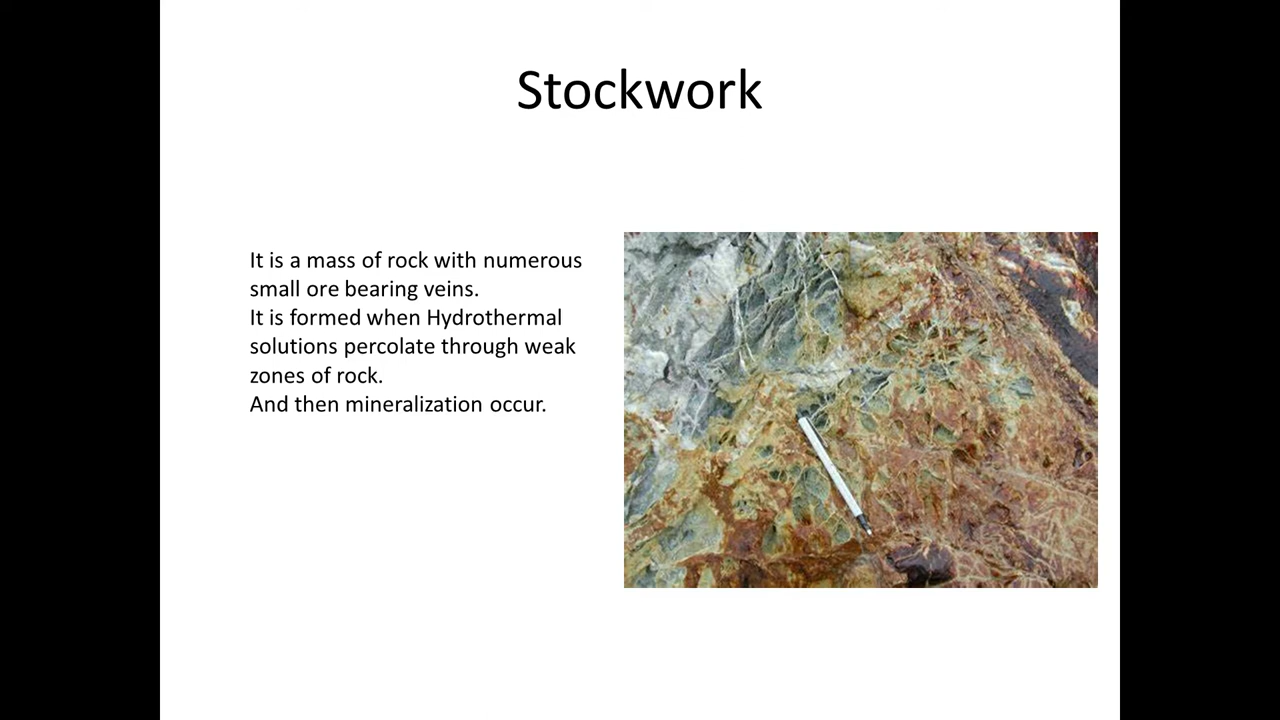 Stockwork
It is a mass of rock with numerous
small ore bearing veins.
It is formed when Hydrothermal
solutions percolate through weak
zones of rock.
And then mineralization occur.